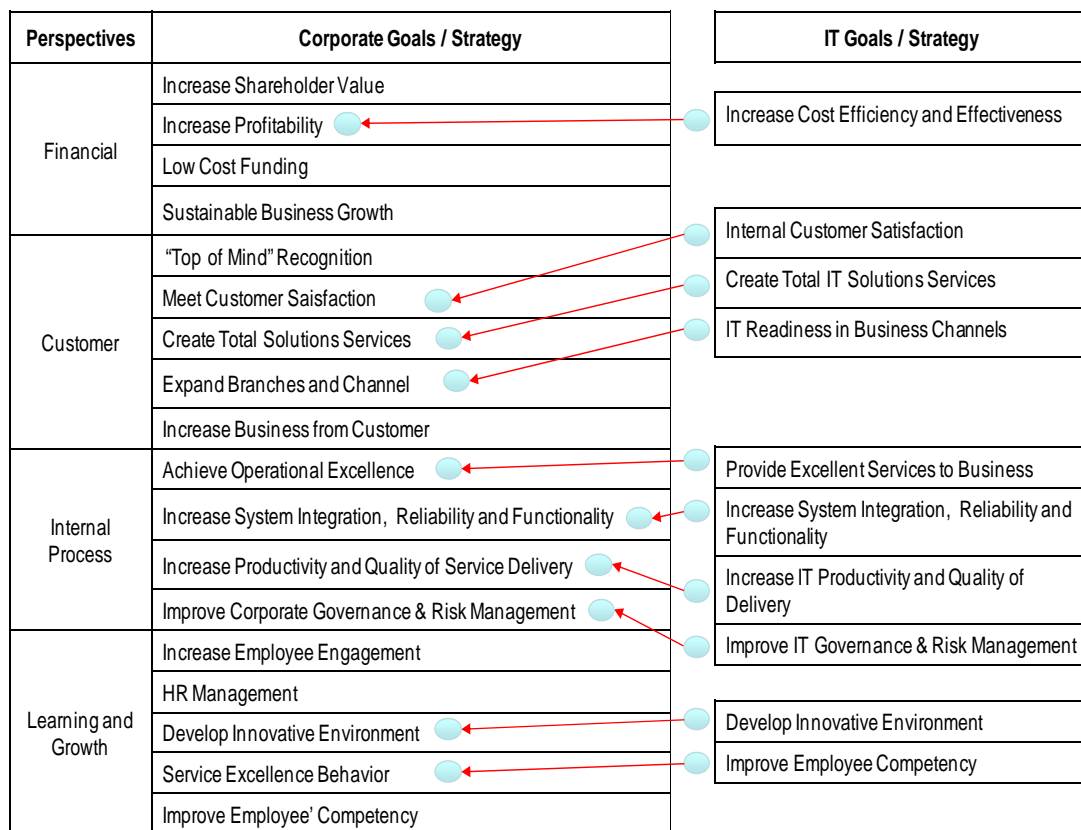 Perspectives
Corporate Goals / Strategy
IT Goals / Strategy
Financial
Increase Shareholder Value
Increase Profitability
Low Cost Funding
Sustainable Business Growth
Increase Cost Efficiency and Effectiveness
Customer
“Top of Mind” Recognition
Meet Customer Saisfaction
Create Total Solutions Services
Expand Branches and Channel
Increase Business from Customer
Internal Customer Satisfaction
Create Total IT Solutions Services
IT Readiness in Business Channels
Internal
Process
Achieve Operational Excellence
Increase System Integration, Reliability and Functionality
Increase Productivity and Quality of Service Delivery
Improve Corporate Governance & Risk Management
Provide Excellent Services to Business
Increase System Integration, Reliability and
Functionality
Increase IT Productivity and Quality of
Delivery
Improve IT Governance & Risk Management
Learning and
Growth
Increase Employee Engagement
HR Management
Develop Innovative Environment
Service Excellence Behavior
Improve Employee’ Competency
Develop Innovative Environment
Improve Employee Competency